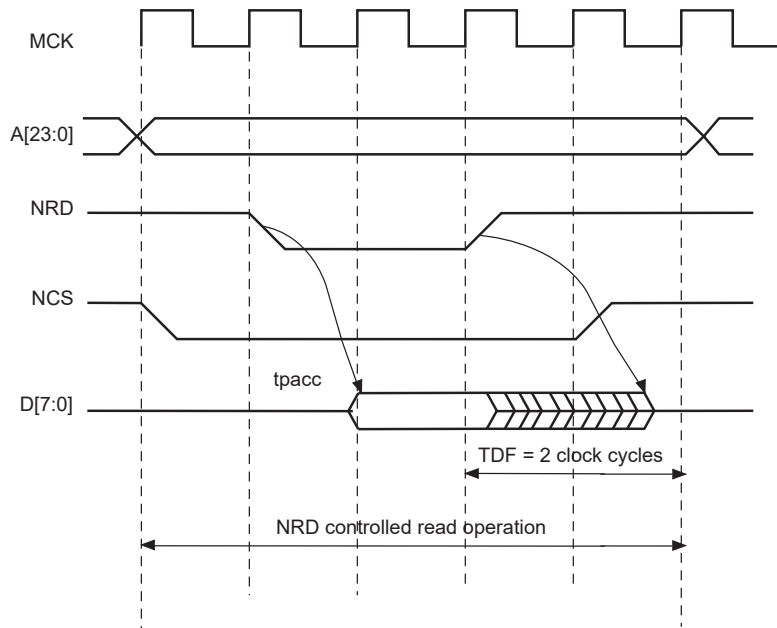 MCK
A[23:0]
NRD
NCS
tpacc
D[7:0]
TDF = 2 clock cycles
NRD controlled read operation